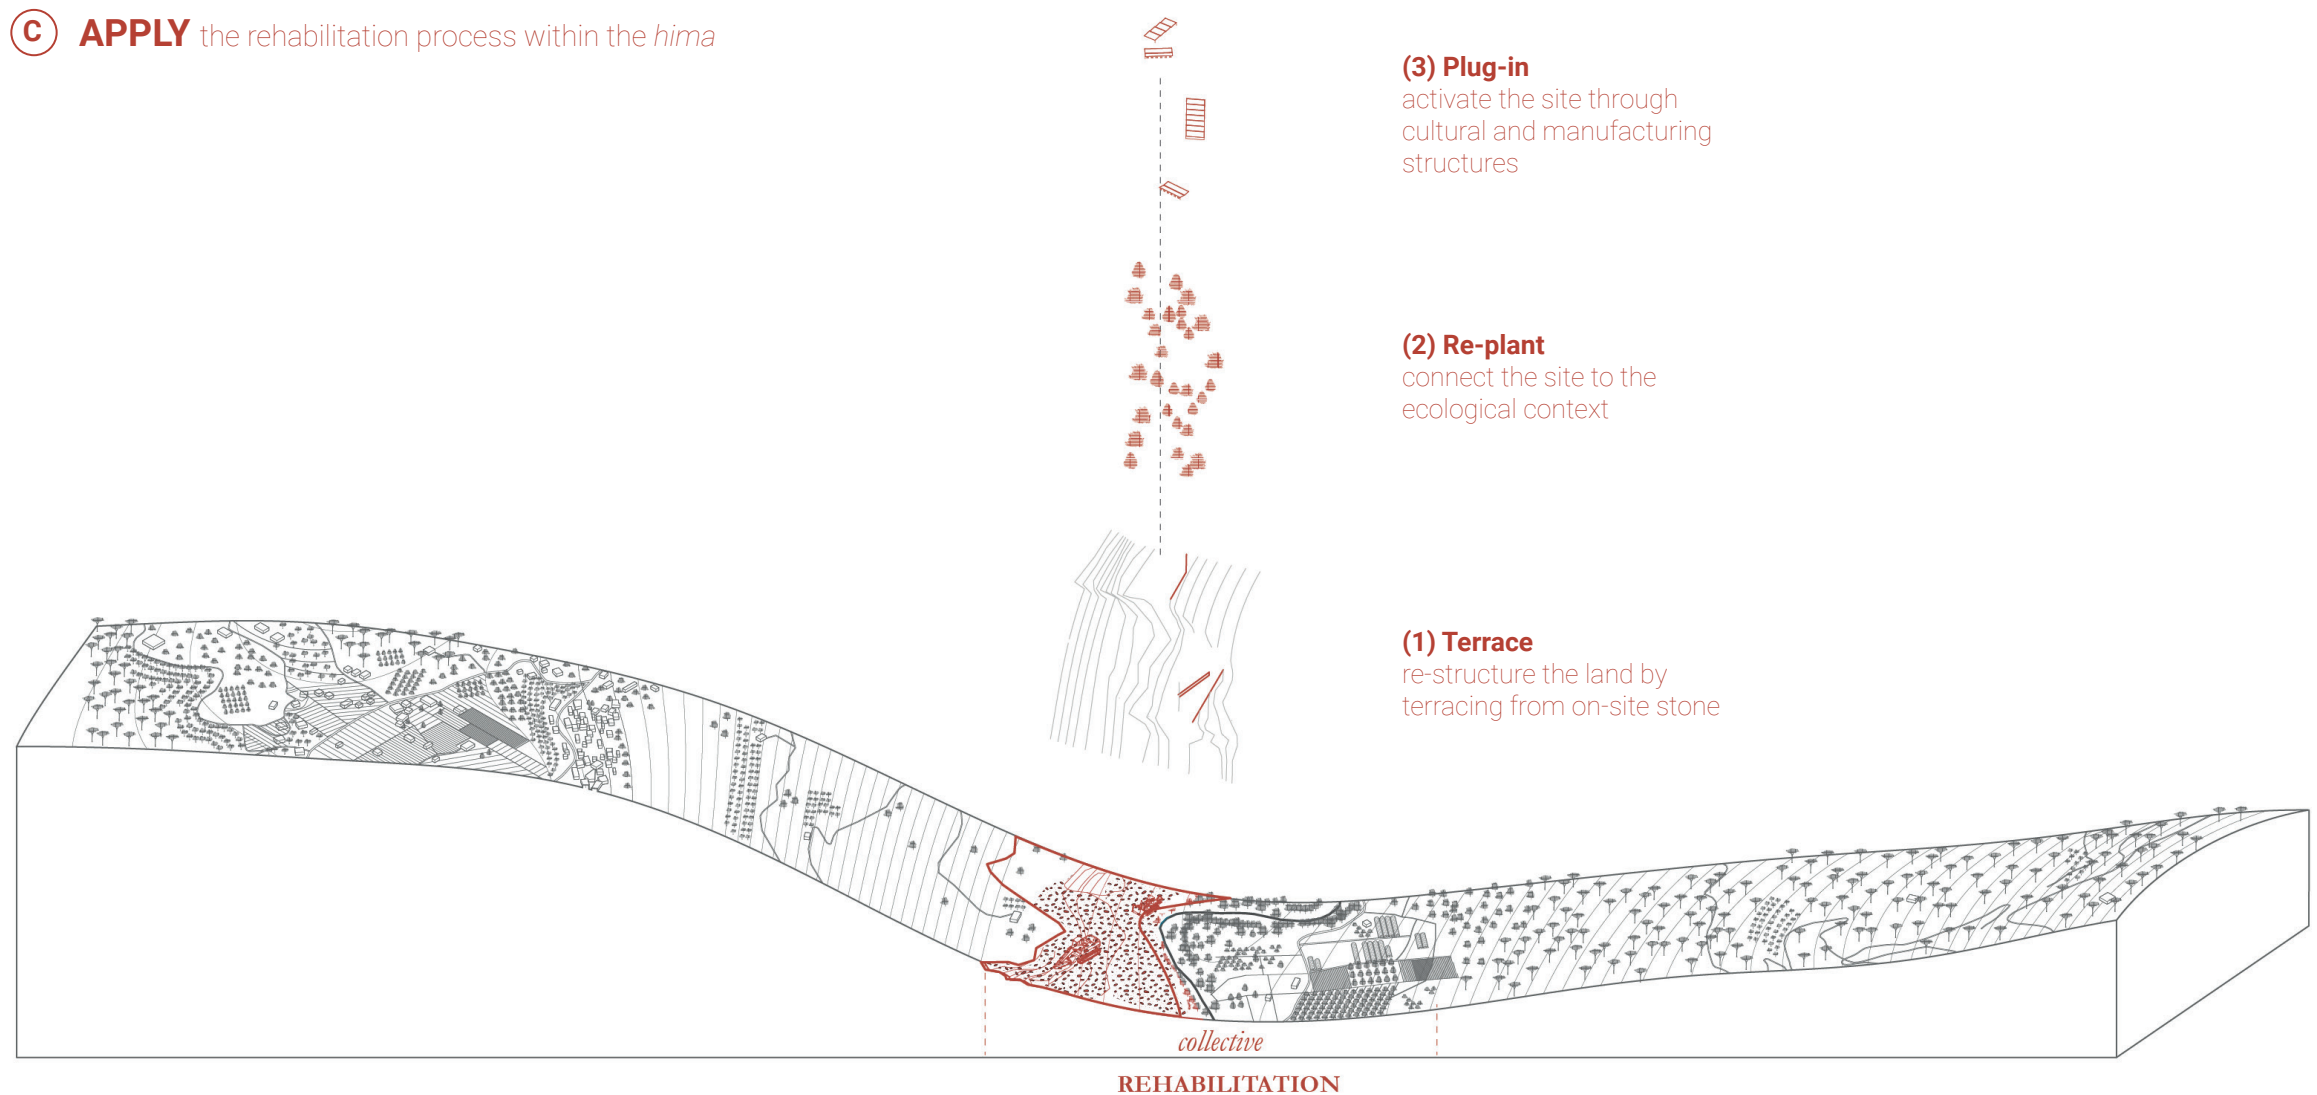 C APPLY the rehabilitation process within the hima
(3) Plug-in
activate the site through
cultural and manufacturing
structures
(2) Re-plant
connect the site to the
ecological context
(1) Terrace
re-structure the land by
terracing from on-site stone
collective
REHABILITATION